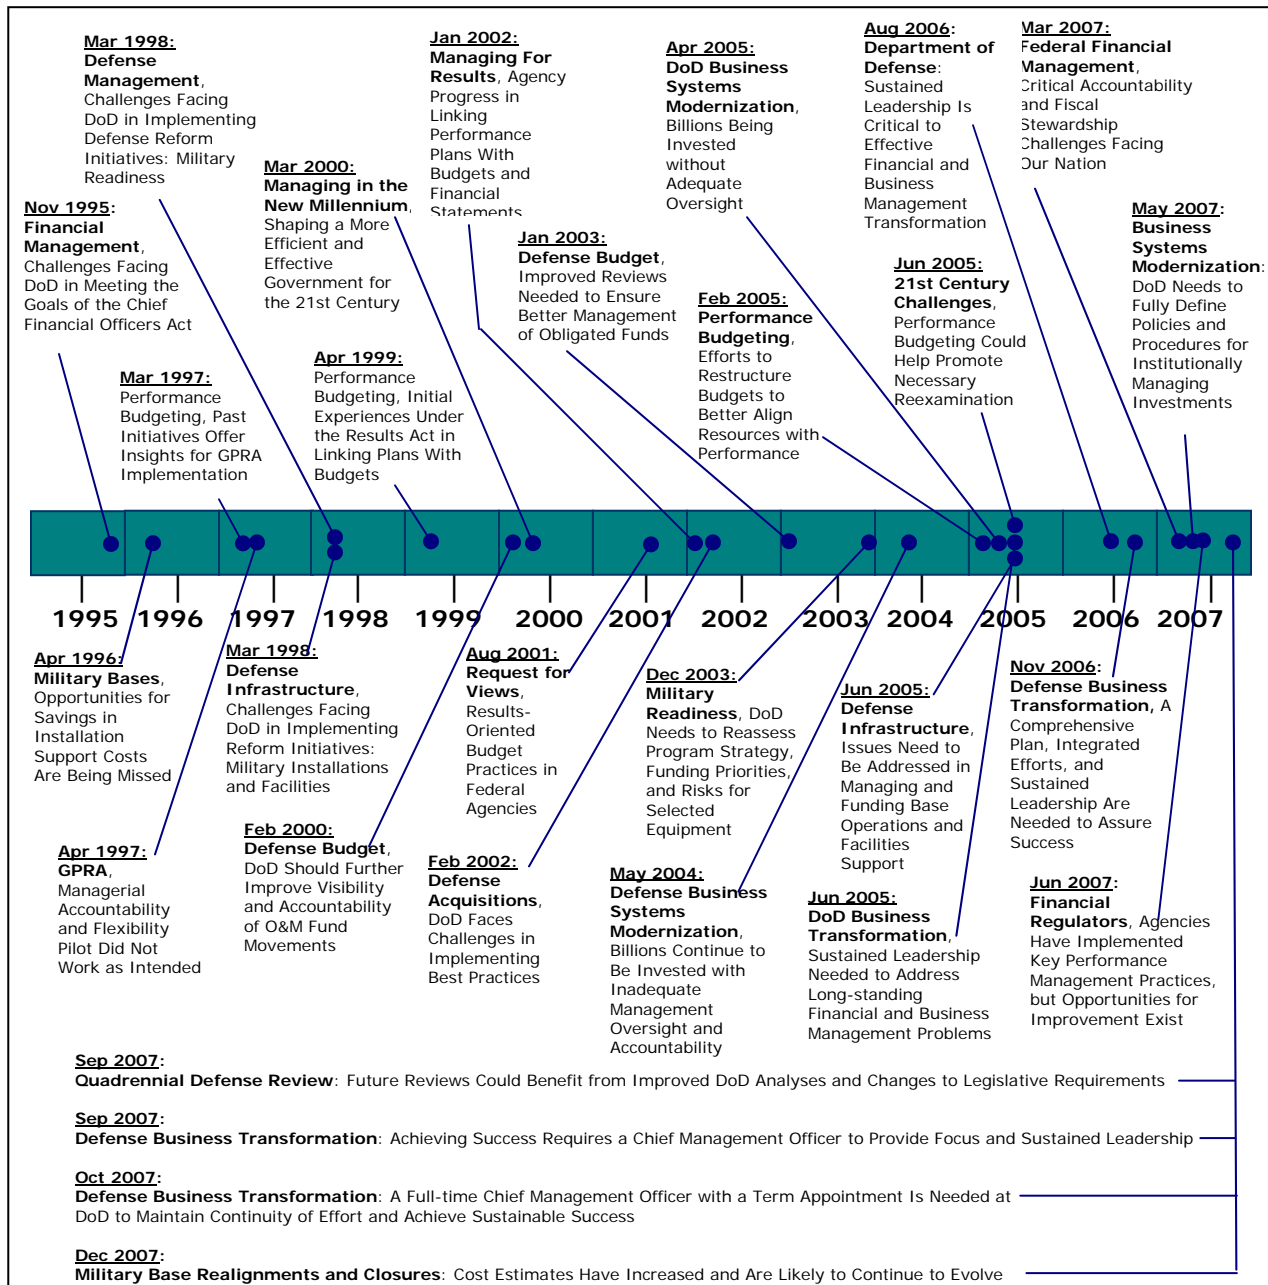 Mar 1998:
Defense
Management,
Challenges Facing
DoD in Implementing
Defense Reform
Initiatives: Military
Readiness
Jan 2002:
Managing For
Results, Agency
Progress in
Linking
Performance
Plans With
Budgets and
Financial
Statements
Apr 2005:
DoD Business
Systems
Modernization,
Billions Being
Invested
without
Adequate
Oversight
Aug 2006:
Department of
Defense:
Sustained
Leadership Is
Critical to
Effective
Financial and
Business
Management
Transformation
Mar 2007:
Federal Financial
Management,
Critical Accountability
and Fiscal
Stewardship
Challenges Facing
Our Nation
Nov 1995:
Financial
Management,
Challenges Facing
DoD in Meeting the
Goals of the Chief
Financial Officers Act
Mar 2000:
Managing in the
New Millennium,
Shaping a More
Efficient and
Effective
Government for
the 21st Century
Jan 2003:
Defense Budget,
Improved Reviews
Needed to Ensure
Better Management
of Obligated Funds
Feb 2005:
Performance
Budgeting,
Efforts to
Restructure
Budgets to
Better Align
Resources with
Performance
Jun 2005:
21st Century
Challenges,
Performance
Budgeting Could
Help Promote
Necessary
Reexamination
May 2007:
Business
Systems
Modernization:
DoD Needs to
Fully Define
Policies and
Procedures for
Institutionally
Managing
Investments
Mar 1997:
Performance
Budgeting, Past
Initiatives Offer
Insights for GPRA
Implementation
Apr 1999:
Performance
Budgeting, Initial
Experiences Under
the Results Act in
Linking Plans With
Budgets
1995 1996 1997 1998 1999 2000 2001 2002 2003 2004 2005 2006 2007
Apr 1996:
Military Bases,
Opportunities for
Savings in
Installation
Support Costs
Are Being Missed
Mar 1998:
Defense
Infrastructure,
Challenges Facing
DoD in Implementing
Reform Initiatives:
Military Installations
and Facilities
Aug 2001:
Request for
Views,
Results-
Oriented
Budget
Practices in
Federal
Agencies
Dec 2003:
Military
Readiness, DoD
Needs to Reassess
Program Strategy,
Funding Priorities,
and Risks for
Selected
Equipment
Jun 2005:
Defense
Infrastructure,
Issues Need to
Be Addressed in
Managing and
Funding Base
Operations and
Facilities
Support
Nov 2006:
Defense Business
Transformation, A
Comprehensive
Plan, Integrated
Efforts, and
Sustained
Leadership Are
Needed to Assure
Success
Apr 1997:
GPRA,
Managerial
Accountability
and Flexibility
Pilot Did Not
Work as Intended
Feb 2000:
Defense Budget,
DoD Should Further
Improve Visibility
and Accountability
of O&M Fund
Movements
Feb 2002:
Defense
Acquisitions,
DoD Faces
Challenges in
Implementing
Best Practices
May 2004:
Defense Business
Systems
Modernization,
Billions Continue to
Be Invested with
Inadequate
Management
Oversight and
Accountability
Jun 2005:
DoD Business
Transformation,
Sustained Leadership
Needed to Address
Long-standing
Financial and Business
Management Problems
Jun 2007:
Financial
Regulators, Agencies
Have Implemented
Key Performance
Management Practices,
but Opportunities for
Improvement Exist
Sep 2007:
Quadrennial Defense Review: Future Reviews Could Benefit from Improved DoD Analyses and Changes to Legislative Requirements
Sep 2007:
Defense Business Transformation: Achieving Success Requires a Chief Management Officer to Provide Focus and Sustained Leadership
Oct 2007:
Defense Business Transformation: A Full-time Chief Management Officer with a Term Appointment Is Needed at
DoD to Maintain Continuity of Effort and Achieve Sustainable Success
Dec 2007:
Military Base Realignments and Closures: Cost Estimates Have Increased and Are Likely to Continue to Evolve